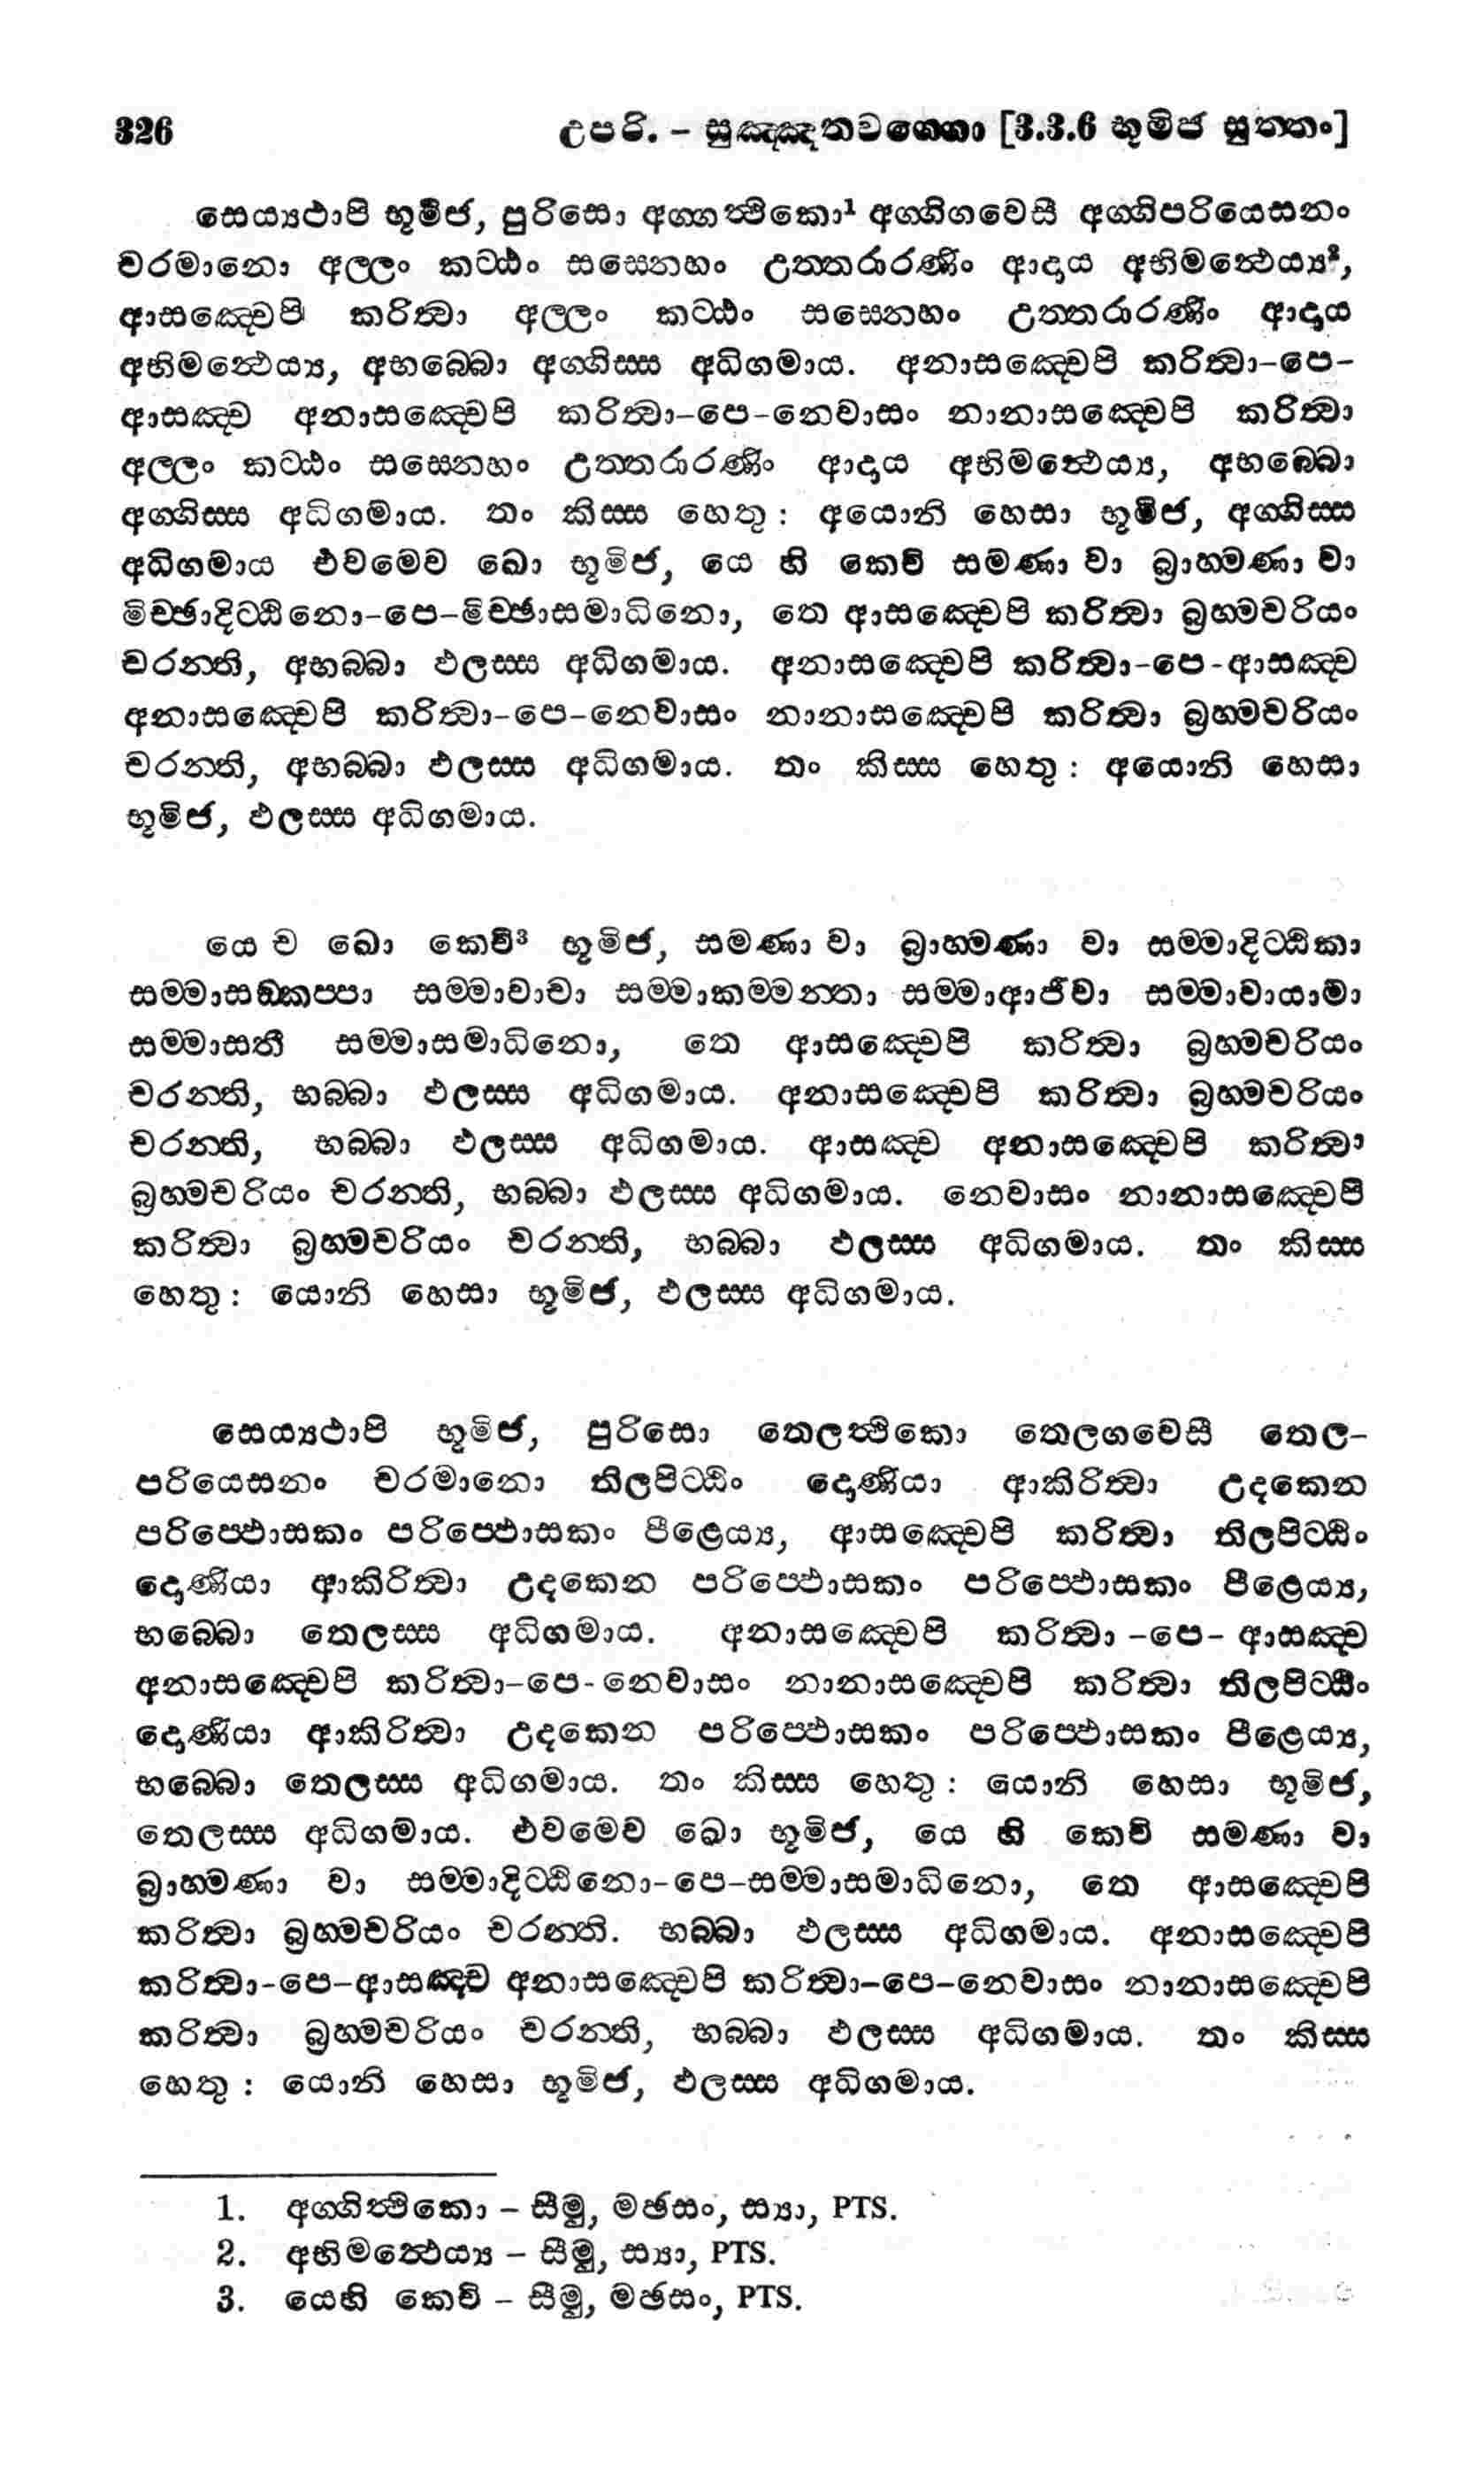 326 උපරි. – සුඤ්ඤතවග්ගො [3.3.6 භූමිජ සුත්තං]
සෙය්‍යථාපි භූමිජ, පුරිසො අග්ගත්‍ථිකො¹ අග්ගිගවෙසී අග්ගිපරියෙසනං
චරමානො අල්ලං කට්ඨං සස්නෙහං උත්තරාරණිං ආදාය අභිමන්‍ථෙය්‍ය²,
ආසඤ්චෙපි කරිත්‍වා අල්ලං කට්ඨං සස්නෙහං උත්තරාරණිං ආදාය
අභිමන්‍ථෙය්‍ය, අභබ්බො අග්ගිස්ස අධිගමාය. අනාසඤ්චෙපි කරිත්‍වා–පෙ–
ආසඤ්ච අනාසඤ්චෙපි කරිත්‍වා–පෙ–නෙවාසං නානාසඤ්චෙපි කරිත්‍වා
අල්ලං කට්ඨං සස්නෙහං උත්තරාරණිං ආදාය අභිමන්‍ථෙය්‍ය, අභබ්බො
අග්ගිස්ස අධිගමාය. තං කිස්ස හෙතු: අයොනි හෙසා භූමිජ, අග්ගිස්ස
අධිගමාය එවමෙව ඛො භූමිජ, යෙ හි කෙචි සමණා වා බ්‍රාහ්මණා වා
මිච්ඡාදිට්ඨිනො–පෙ–මිච්ඡාසමාධිනො, තෙ ආසඤ්චෙපි කරිත්‍වා බ්‍රහ්මචරියං
චරන්ති, අභබ්බා ඵලස්ස අධිගමාය. අනාසඤ්චෙපි කරිත්‍වා–පෙ-ආසඤ්ච
අනාසඤ්චෙපි කරිත්‍වා–පෙ–නෙවාසං නානාසඤ්චෙපි කරිත්‍වා බ්‍රහ්මචරියං
චරන්ති, අභබ්බා ඵලස්ස අධිගමාය. තං කිස්ස හෙතු: අයොනි හෙසා
භූමිජ, ඵලස්ස අධිගමාය.
යෙ ච ඛො කෙචි³ භූමිජ, සමණා වා බ්‍රාහ්මණා වා සම්මාදිට්ඨිකා
සම්මාසඞ්කප්පා සම්මාවාචා සම්මාකම්මන්තා සම්මාආජීවා සම්මාවායාමා
සම්මාසතී සම්මාසමාධිනො, තෙ ආසඤ්චෙපි කරිත්‍වා බ්‍රහ්මචරියං
චරන්ති, භබ්බා ඵලස්ස අධිගමාය. අනාසඤ්චෙපි කරිත්‍වා බ්‍රහ්මචරියං
චරන්ති, භබ්බා ඵලස්ස අධිගමාය. ආසඤ්ච අනාසඤ්චෙපි කරිත්‍වා
බ්‍රහ්මචරියං චරන්ති, භබ්බා ඵලස්ස අධිගමාය. නෙවාසං නානාසඤ්චෙපි
කරිත්‍වා බ්‍රහ්මචරියං චරන්ති, භබ්බා ඵලස්ස අධිගමාය. තං කිස්ස
හෙතු: යොනි හෙසා භූමිජ, ඵලස්ස අධිගමාය.
සෙය්‍යථාපි භූමිජ, පුරිසො තෙලත්‍ථිකො තෙලගවෙසී තෙල–
පරියෙසනං චරමානො තිලපිට්ඨිං දොණියා ආකිරිත්‍වා උදකෙන
පරිප්ඵොසකං පරිප්ඵොසකං පීළෙය්‍ය, ආසඤ්චෙපි කරිත්‍වා තිලපිට්ඨිං
දොණියා ආකිරිත්‍වා උදකෙන පරිප්ඵොසකං පරිප්ඵොසකං පීළෙය්‍ය,
භබ්බො තෙලස්ස අධිගමාය. අනාසඤ්චෙපි කරිත්‍වා –පෙ– ආසඤ්ච
අනාසඤ්චෙපි කරිත්‍වා–පෙ-නෙවාසං නානාසඤ්චෙපි කරිත්‍වා තිලපිට්ඨිං
දොණියා ආකිරිත්‍වා උදකෙන පරිප්ඵොසකං පරිප්ඵොසකං පීළෙය්‍ය,
භබ්බො තෙලස්ස අධිගමාය. තං කිස්ස හෙතු: යොනි හෙසා භූමිජ,
තෙලස්ස අධිගමාය. එවමෙව ඛො භූමිජ, යෙ හි කෙචි සමණා වා
බ්‍රාහ්මණා වා සම්මාදිට්ඨිනො–පෙ–සම්මාසමාධිනො, තෙ ආසඤ්චෙපි
කරිත්‍වා බ්‍රහ්මචරියං චරන්ති. භබ්බා ඵලස්ස අධිගමාය. අනාසඤ්චෙපි
කරිත්‍වා-පෙ–ආසඤ්ච අනාසඤ්චෙපි කරිත්‍වා–පෙ–නෙවාසං නානාසඤ්චෙපි
කරිත්‍වා බ්‍රහ්මචරියං චරන්ති, භබ්බා ඵලස්ස අධිගමාය. තං කිස්ස
හෙතු: යොනි හෙසා භූමිජ, ඵලස්ස අධිගමාය.
1. අග්ගිත්‍ථිකො – සීමු, මඡසං, ස්‍යා, PTS.
2. අභිමත්‍ථෙය්‍ය – සීමු, ස්‍යා, PTS.
3. යෙහි කෙචි – සීමු, මඡසං, PTS.